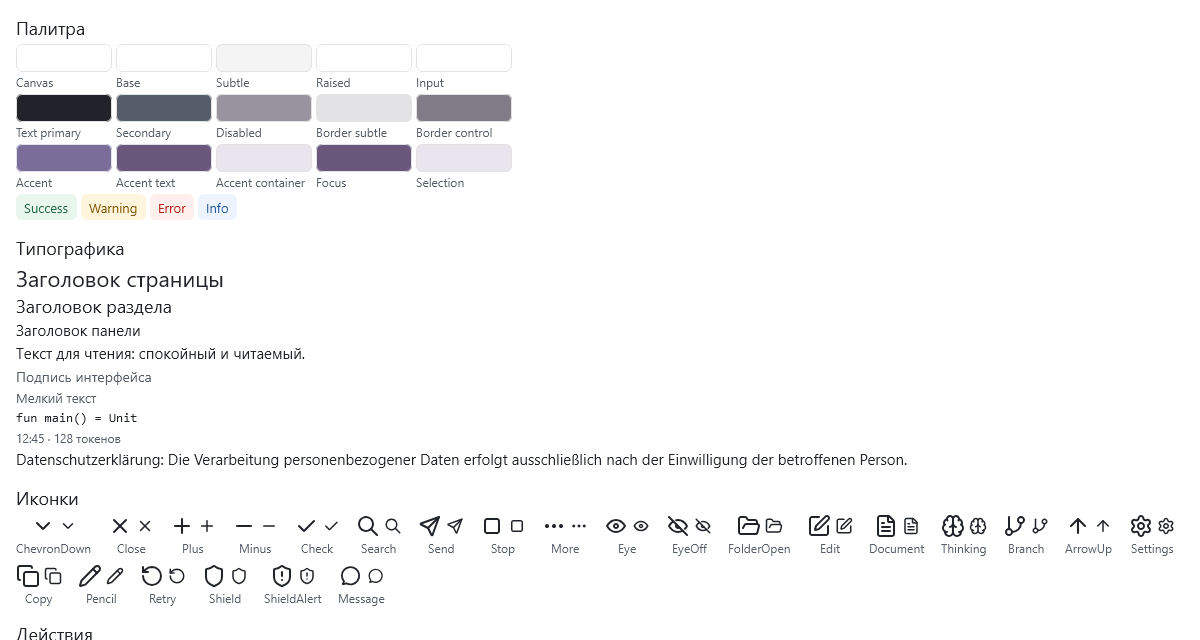 Палитра
Canvas Base Subtle Raised Input
Text primary Secondary Disabled Border subtle Border control
Accent Accent text Accent container Focus Selection
Success Warning Error Info
Типографика
Заголовок страницы
Заголовок раздела
Заголовок панели
Текст для чтения: спокойный и читаемый.
Подпись интерфейса
Мелкий текст
fun main() = Unit
12:45 · 128 токенов
Datenschutzerklärung: Die Verarbeitung personenbezogener Daten erfolgt ausschließlich nach der Einwilligung der betroffenen Person.
Иконки
ChevronDown Close Plus Minus Check Search Send Stop More Eye EyeOff FolderOpen Edit Document Thinking Branch ArrowUp Settings
Copy Pencil Retry Shield ShieldAlert Message
Действия